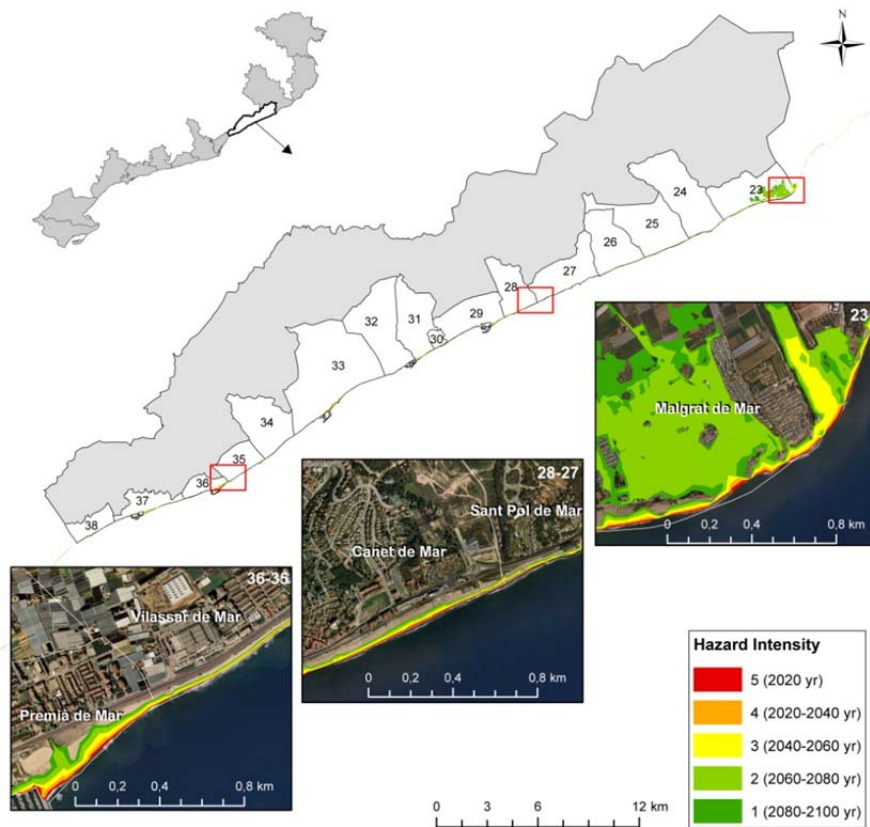 N
23
24
25
26
27
28
29
30
31
32
33
34
35
36
37
38
23
Malgrat de Mar
0 0,2 0,4 0,8 km
28-27
Sant Pol de Mar
Canet de Mar
0 0,2 0,4 0,8 km
36-35
Vilassar de Mar
Premià de Mar
0 0,2 0,4 0,8 km
Hazard Intensity
5 (2020 yr)
4 (2020-2040 yr)
3 (2040-2060 yr)
2 (2060-2080 yr)
1 (2080-2100 yr)
0 3 6 12 km